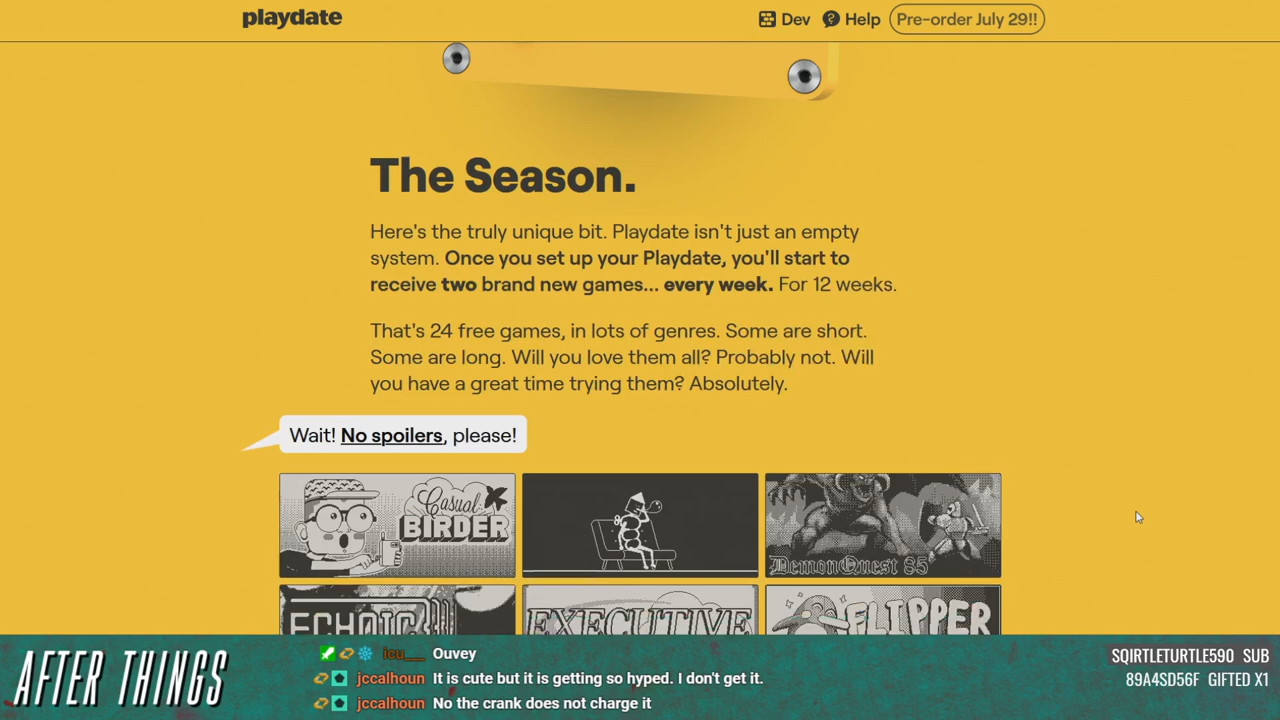 playdate
Dev
Help
Pre-order July 29!!
The Season.
Here's the truly unique bit. Playdate isn't just an empty
system. Once you set up your Playdate, you'll start to
receive two brand new games... every week. For 12 weeks.
That's 24 free games, in lots of genres. Some are short.
Some are long. Will you love them all? Probably not. Will
you have a great time trying them? Absolutely.
Wait! No spoilers, please!
Casual
BIRDER
DemonQuest 85
ECHOIC
EXECUTIVE
FLIPPER
AFTER THINGS
icu__ Ouvey
jccalhoun It is cute but it is getting so hyped. I don't get it.
jccalhoun No the crank does not charge it
SQIRTLETURTLE590 SUB
89A4SD56F GIFTED X1